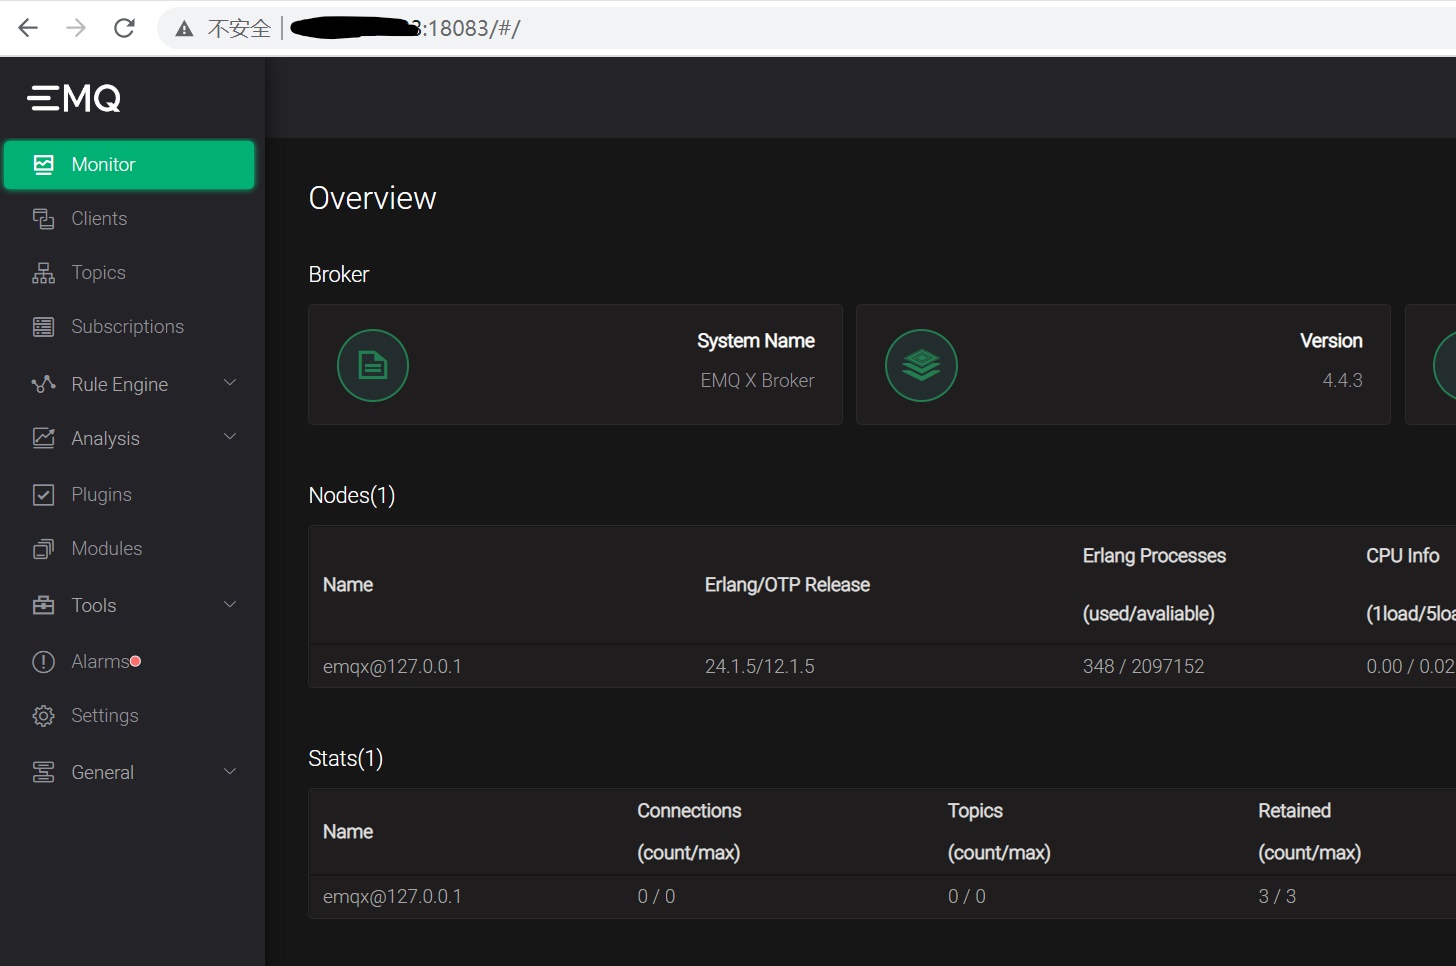 不安全 | 3:18083/#/
EMQ
Monitor
Clients
Topics
Subscriptions
Rule Engine
Analysis
Plugins
Modules
Tools
Alarms
Settings
General
Overview
Broker
System Name
EMQ X Broker
Version
4.4.3
Nodes(1)
Name
Erlang/OTP Release
Erlang Processes
(used/avaliable)
CPU Info
(1load/5loa
emqx@127.0.0.1
24.1.5/12.1.5
348 / 2097152
0.00 / 0.02
Stats(1)
Name
Connections
(count/max)
Topics
(count/max)
Retained
(count/max)
emqx@127.0.0.1
0 / 0
0 / 0
3 / 3